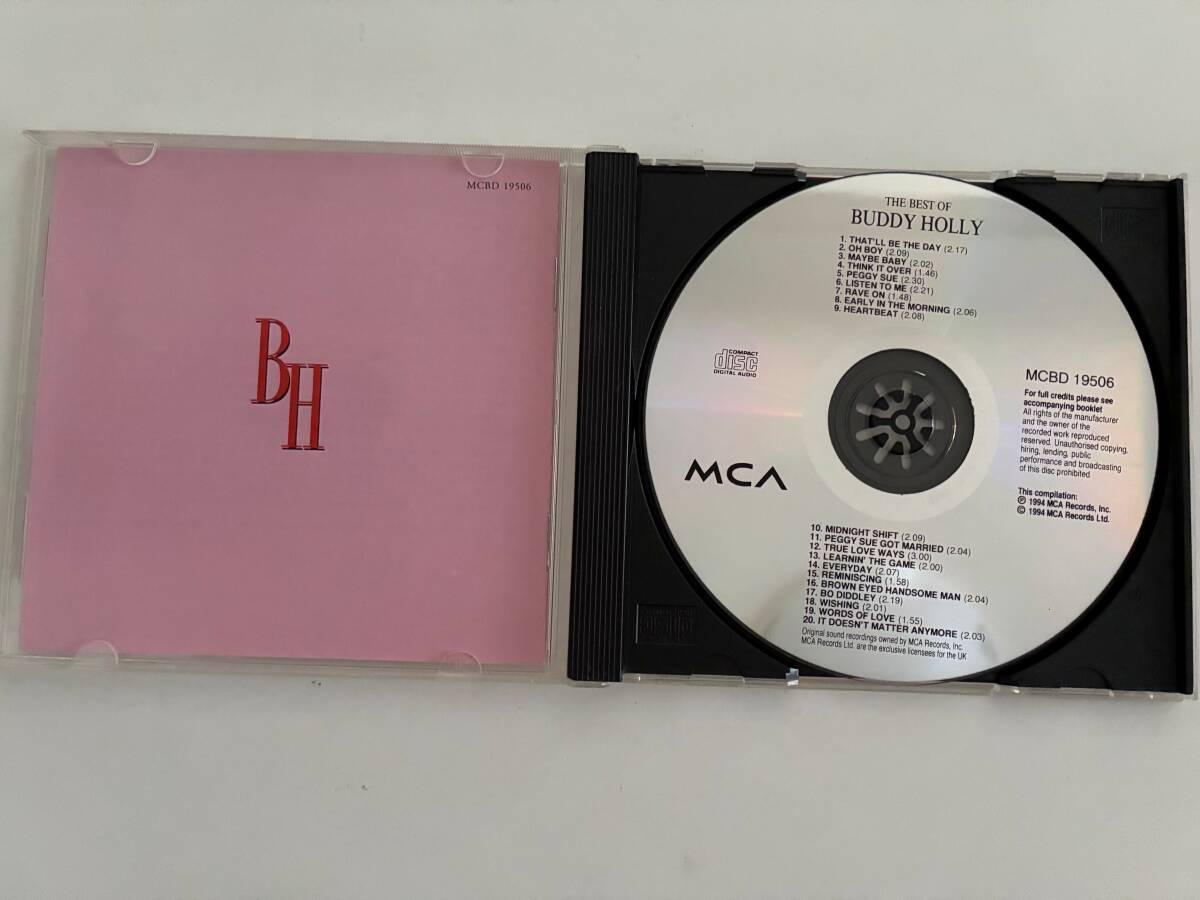 MCBD 19506
B
H
THE BEST OF
BUDDY HOLLY
1. THAT'LL BE THE DAY (2.17)
2. OH BOY (2.09)
3. MAYBE BABY (2.02)
4. THINK IT OVER (1.46)
5. PEGGY SUE (2.30)
6. LISTEN TO ME (2.21)
7. RAVE ON (1.48)
8. EARLY IN THE MORNING (2.06)
9. HEARTBEAT (2.08)
COMPACT
disc
DIGITAL AUDIO
MCA
MCBD 19506
For full credits please see
accompanying booklet
All rights of the manufacturer
and the owner of the
recorded work reproduced
reserved. Unauthorised copying,
hiring, lending, public
performance and broadcasting
of this disc prohibited
This compilation:
℗ 1994 MCA Records, Inc.
© 1994 MCA Records Ltd.
10. MIDNIGHT SHIFT (2.09)
11. PEGGY SUE GOT MARRIED (2.04)
12. TRUE LOVE WAYS (3.00)
13. LEARNIN' THE GAME (2.00)
14. EVERYDAY (2.07)
15. REMINISCING (1.58)
16. BROWN EYED HANDSOME MAN (2.04)
17. BO DIDDLEY (2.19)
18. WISHING (2.01)
19. WORDS OF LOVE (1.55)
20. IT DOESN'T MATTER ANYMORE (2.03)
Original sound recordings owned by MCA Records, Inc.
MCA Records Ltd. are the exclusive licensees for the UK